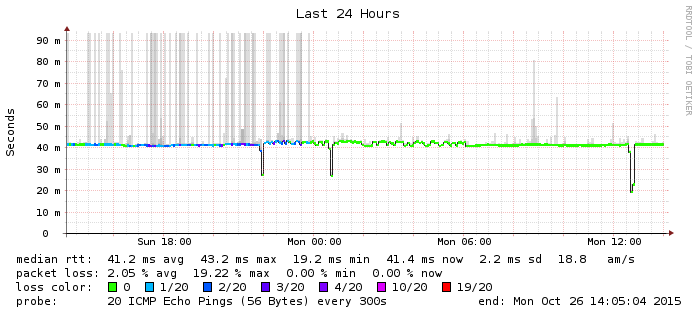 Last 24 Hours
RRDTOOL / TOBI OETIKER
Seconds
90 m
80 m
70 m
60 m
50 m
40 m
30 m
20 m
10 m
0
Sun 18:00 Mon 00:00 Mon 06:00 Mon 12:00
median rtt: 41.2 ms avg 43.2 ms max 19.2 ms min 41.4 ms now 2.2 ms sd 18.8 am/s
packet loss: 2.05 % avg 19.22 % max 0.00 % min 0.00 % now
loss color: 0 1/20 2/20 3/20 4/20 10/20 19/20
probe: 20 ICMP Echo Pings (56 Bytes) every 300s end: Mon Oct 26 14:05:04 2015